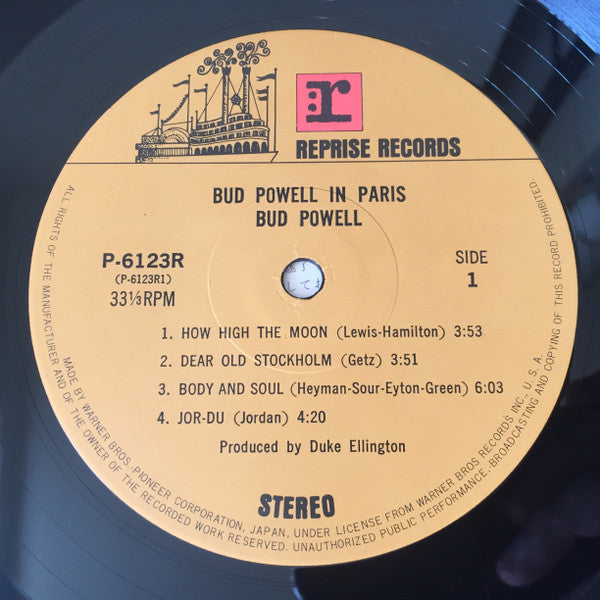 r
REPRISE RECORDS
BUD POWELL IN PARIS
BUD POWELL
P-6123R
(P-6123R1)
33⅓RPM
SIDE
1
1. HOW HIGH THE MOON (Lewis-Hamilton) 3:53
2. DEAR OLD STOCKHOLM (Getz) 3:51
3. BODY AND SOUL (Heyman-Sour-Eyton-Green) 6:03
4. JOR-DU (Jordan) 4:20
Produced by Duke Ellington
STEREO
MADE BY WARNER BROS. PIONEER CORPORATION, JAPAN, UNDER LICENSE FROM WARNER BROS RECORDS INC., U.S.A.
ALL RIGHTS OF THE MANUFACTURER AND OF THE OWNER OF THE RECORDED WORK RESERVED. UNAUTHORIZED PUBLIC PERFORMANCE, BROADCASTING AND COPYING OF THIS RECORD PROHIBITED.